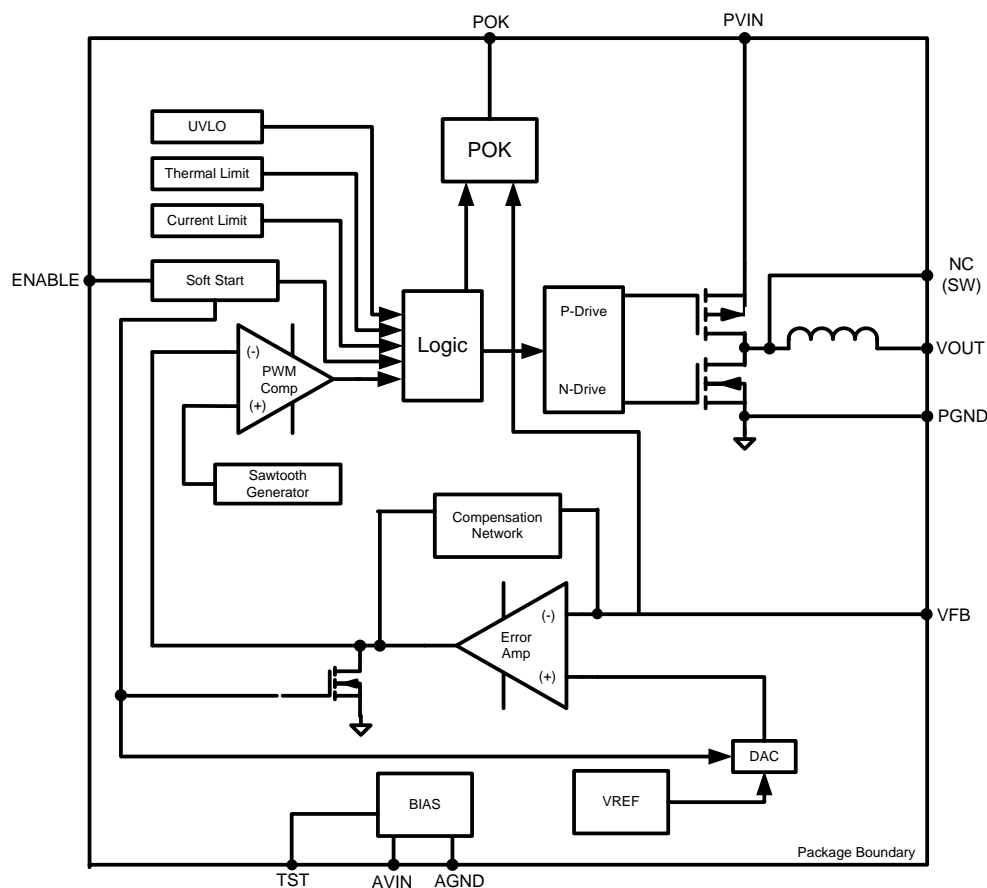 POK
PVIN
UVLO
POK
Thermal Limit
Current Limit
ENABLE
Soft Start
NC
(SW)
P-Drive
Logic
(-)
PWM
Comp
(+)
VOUT
N-Drive
PGND
Sawtooth
Generator
Compensation
Network
(-)
Error
Amp
(+)
VFB
DAC
BIAS
VREF
Package Boundary
TST
AVIN
AGND